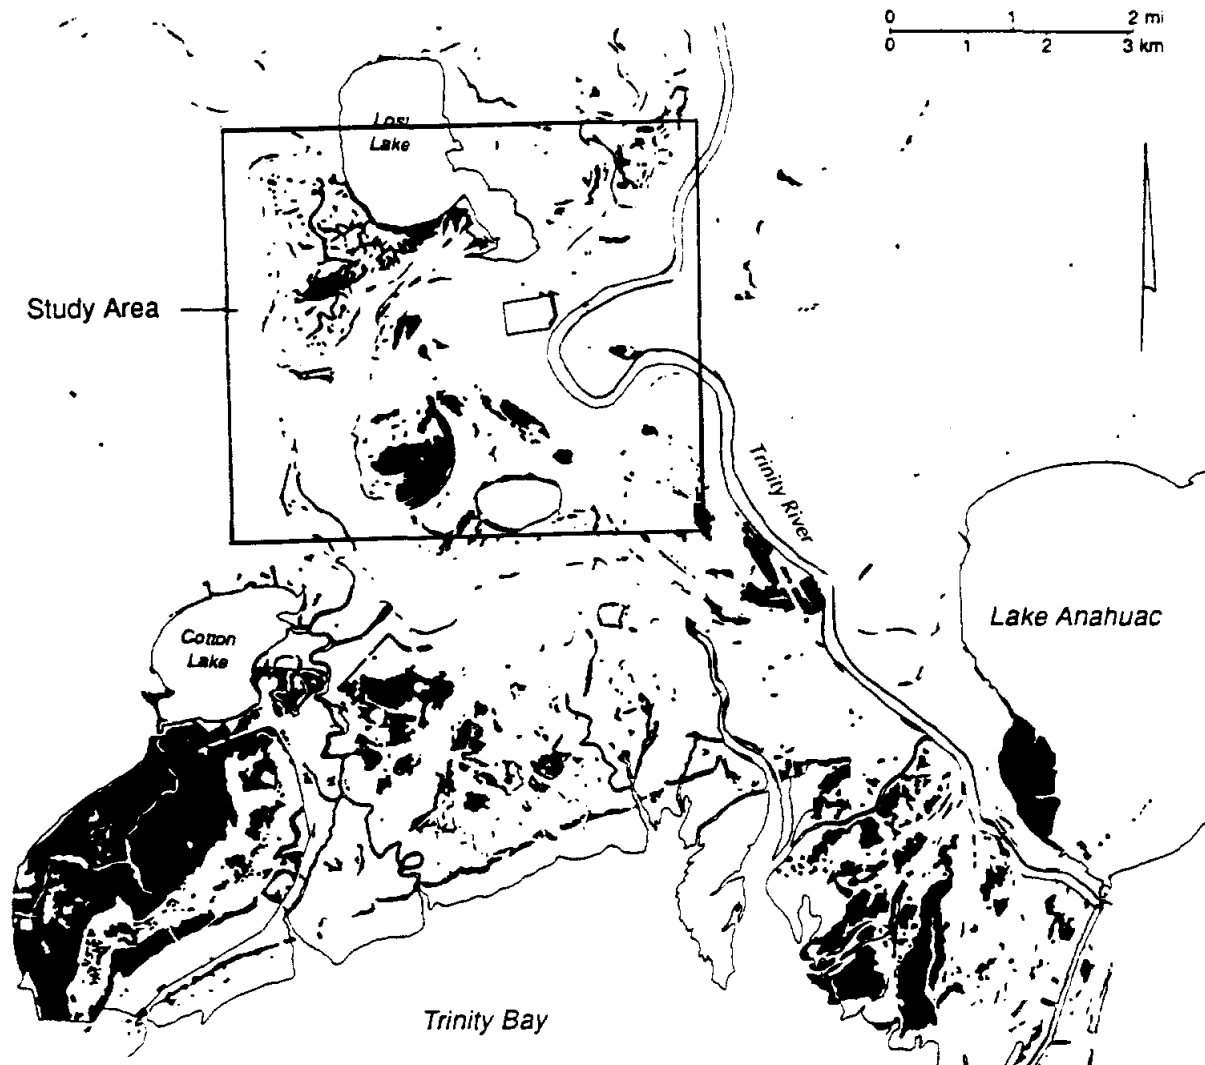 0 1 2 mi
0 1 2 3 km
Lost
Lake
Study Area
Trinity River
Lake Anahuac
Cotton
Lake
Trinity Bay